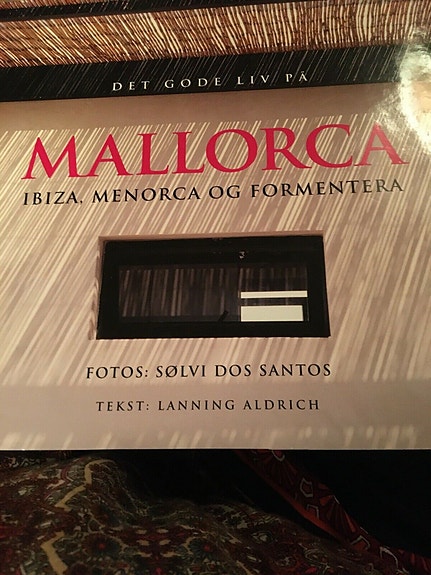 DET GODE LIV PÅ
MALLORCA
IBIZA, MENORCA OG FORMENTERA
FOTOS: SØLVI DOS SANTOS
TEKST: LANNING ALDRICH